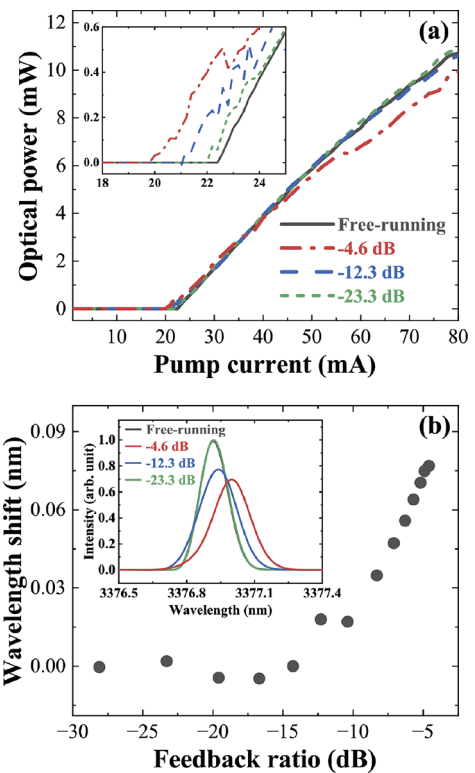 (a)
Optical power (mW)
12
10
8
6
4
2
0
0.6
0.4
0.2
0.0
18 20 22 24
Free-running
-4.6 dB
-12.3 dB
-23.3 dB
10 20 30 40 50 60 70 80
Pump current (mA)
(b)
Wavelength shift (nm)
0.09
0.06
0.03
0.00
Intensity (arb. unit)
1.0
0.8
0.6
0.4
0.2
0.0
Free-running
-4.6 dB
-12.3 dB
-23.3 dB
3376.5 3376.8 3377.1 3377.4
Wavelength (nm)
−30 −25 −20 −15 −10 −5
Feedback ratio (dB)